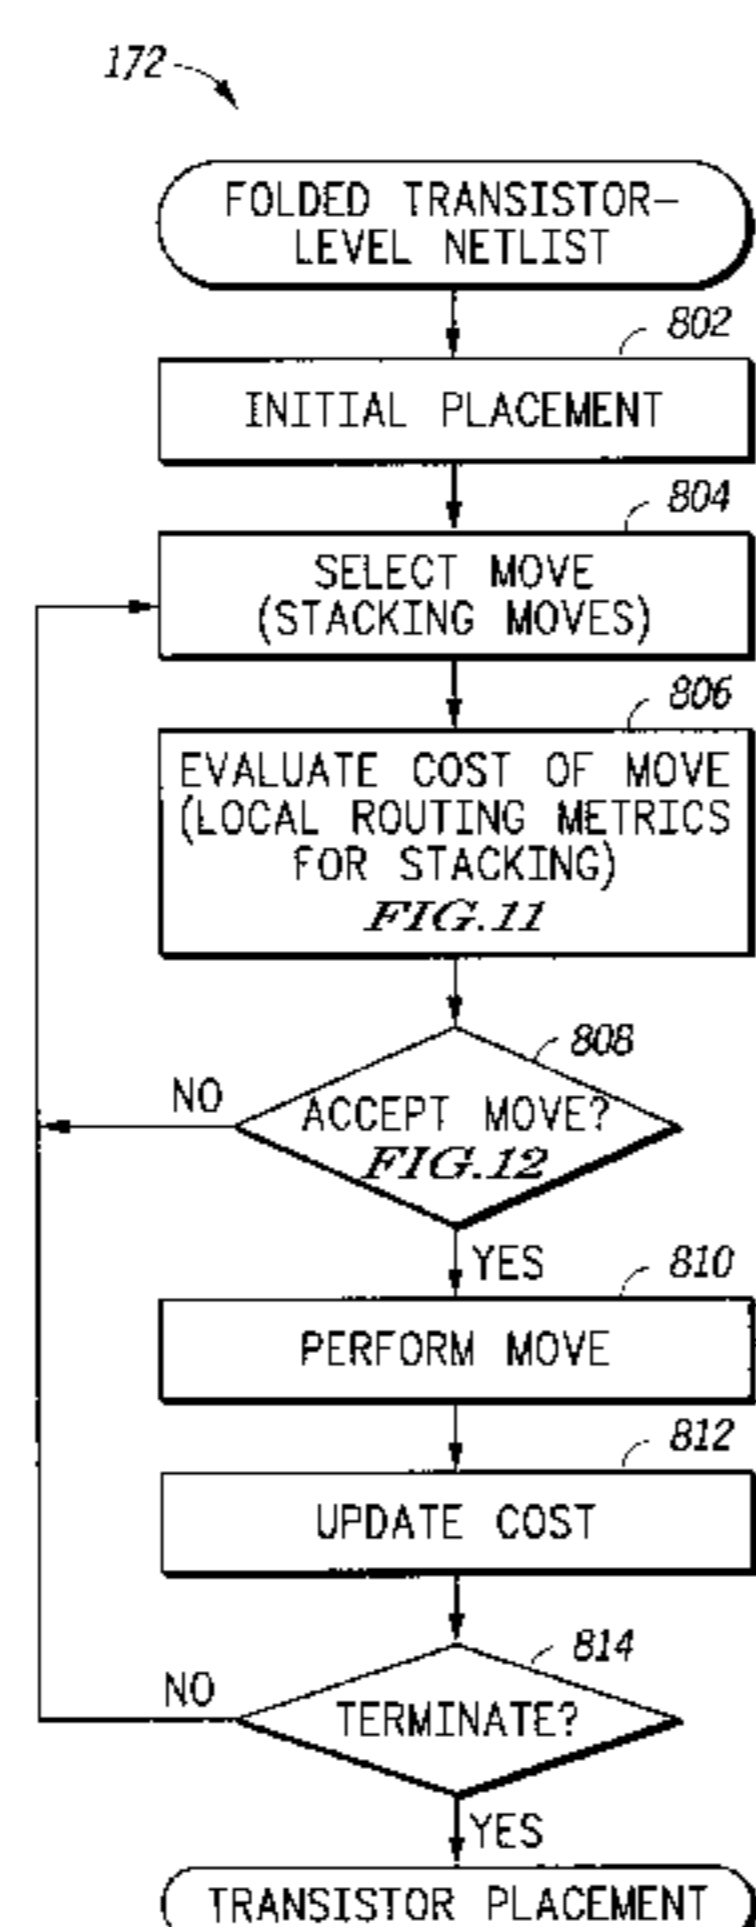 172
FOLDED TRANSISTOR-
LEVEL NETLIST
802
INITIAL PLACEMENT
804
SELECT MOVE
(STACKING MOVES)
806
EVALUATE COST OF MOVE
(LOCAL ROUTING METRICS
FOR STACKING)
FIG.11
808
NO
ACCEPT MOVE?
FIG.12
YES
810
PERFORM MOVE
812
UPDATE COST
814
NO
TERMINATE?
YES
TRANSISTOR PLACEMENT